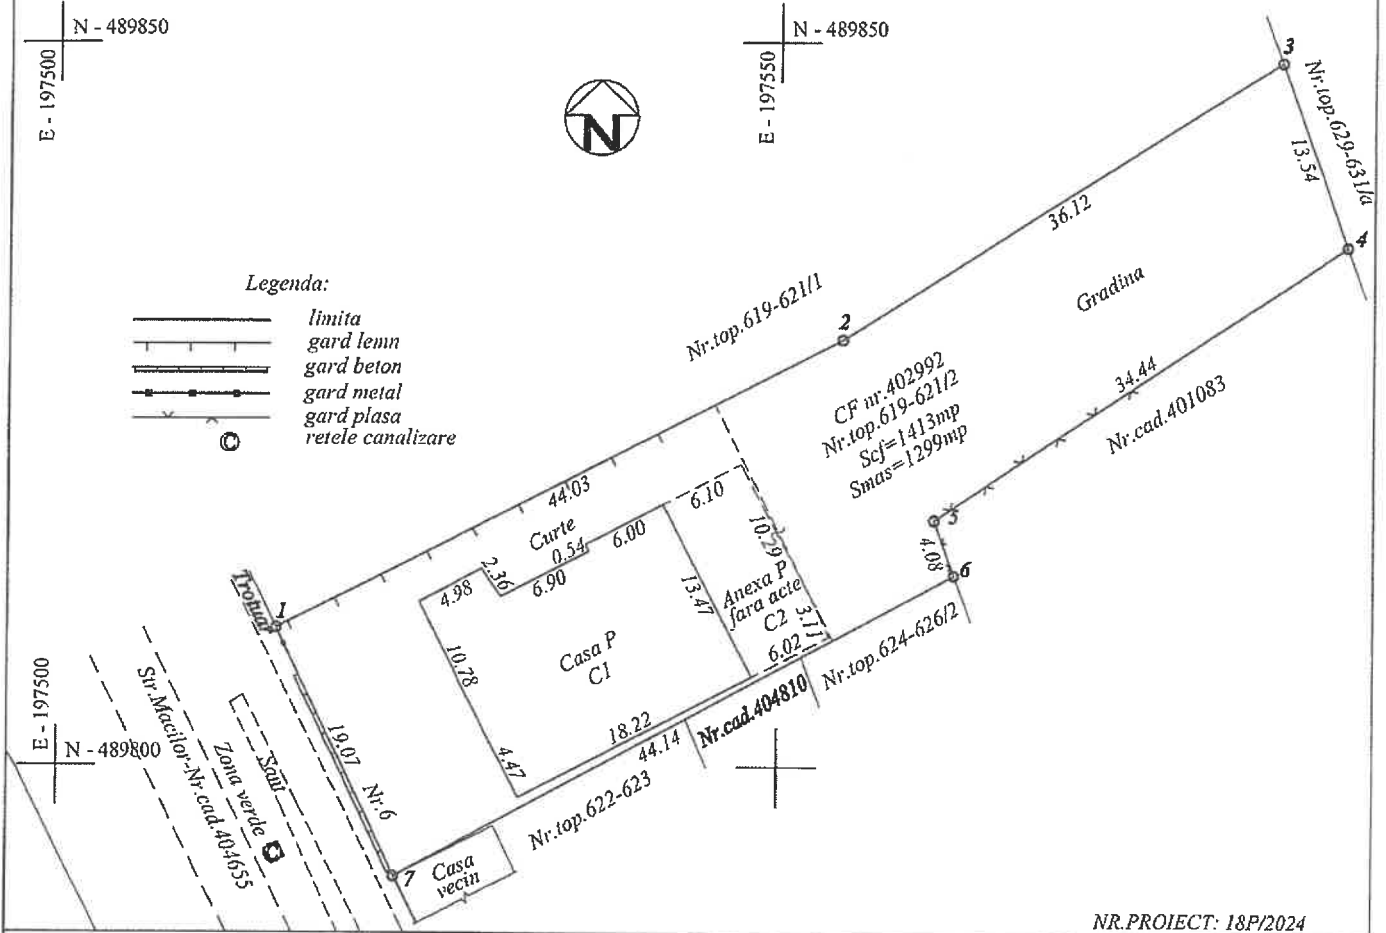 N - 489850
E - 197500
N - 489850
E - 197550
N
3
Nr.top.629-631/a
13.54
4
36.12
Gradina
Legenda:
limita
gard lemn
gard beton
gard metal
gard plasa
C
retele canalizare
Nr.top.619-621/1
2
CF nr.402992
Nr.top.619-621/2
Scf=1413mp
Smas=1299mp
34.44
Nr.cad.401083
44.03
Curte
0.54
6.00
6.10
10.29
2.36
6.90
4.98
13.47
Anexa P
fara acte
C2
3.11
6.02
5
4.08
6
Trotuar
1
10.78
Casa P
C1
Nr.top.624-626/2
Nr.cad.404810
18.22
44.14
4.47
Nr.top.622-623
19.07
Nr.6
E - 197500
N - 489800
Str.Macilor-Nr.cad.404655
Zona verde
C
Sant
7
Casa
vecin
NR.PROIECT: 18P/2024